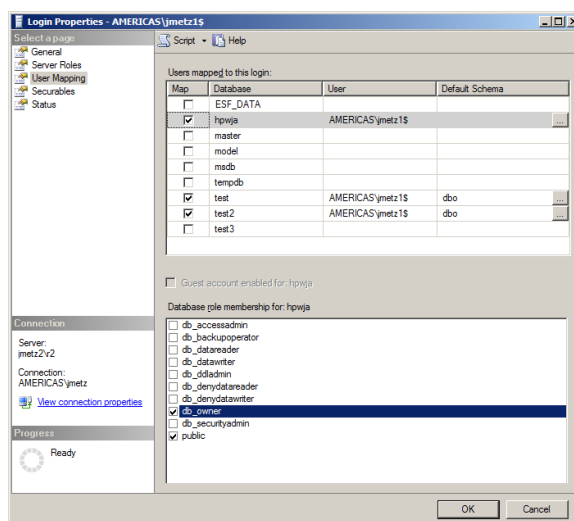 Login Properties - AMERICAS\jmetz1$
Select a page
General
Server Roles
User Mapping
Securables
Status
Script Help
Users mapped to this login:
Map Database User Default Schema
ESF_DATA
hpwja AMERICAS\jmetz1$ ...
master
model
msdb
tempdb
test AMERICAS\jmetz1$ dbo ...
test2 AMERICAS\jmetz1$ dbo ...
test3
Guest account enabled for: hpwja
Database role membership for: hpwja
db_accessadmin
db_backupoperator
db_datareader
db_datawriter
db_ddladmin
db_denydatareader
db_denydatawriter
db_owner
db_securityadmin
public
Connection
Server:
jmetz2\r2
Connection:
AMERICAS\jmetz
View connection properties
Progress
Ready
OK Cancel